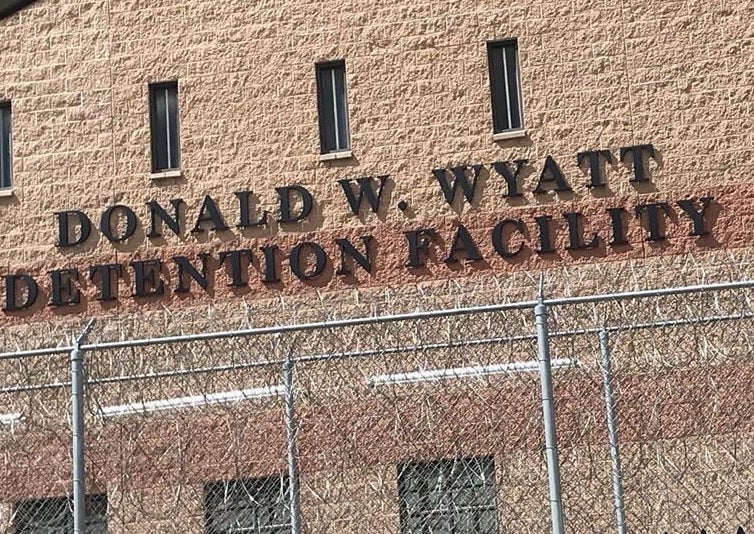 DONALD W. WYATT
DETENTION FACILITY